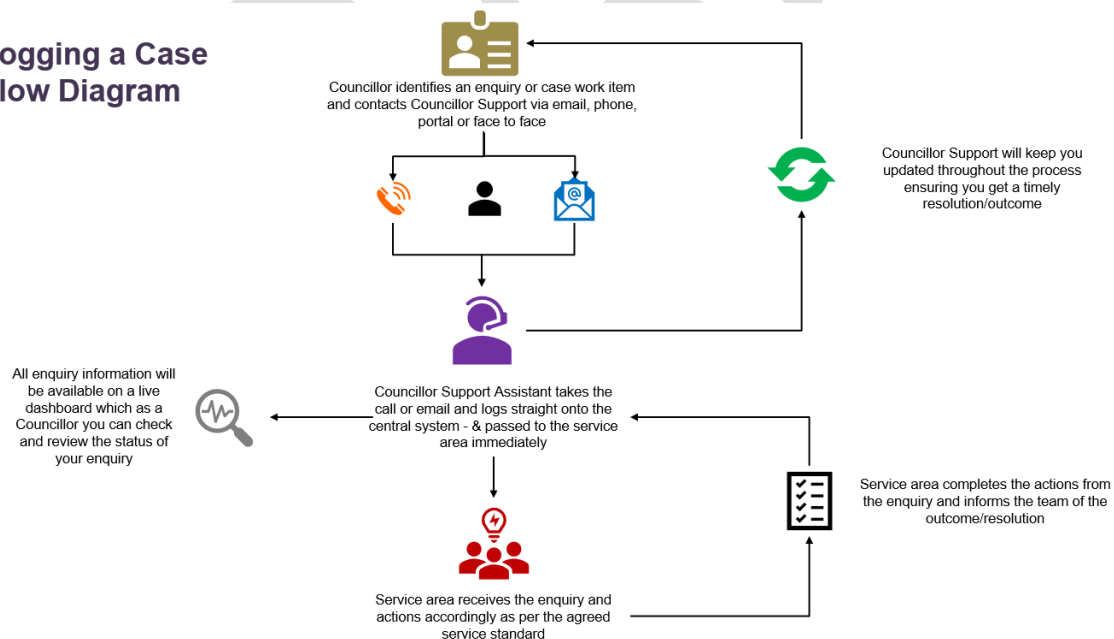 ogging a Case
low Diagram
Councillor identifies an enquiry or case work item
and contacts Councillor Support via email, phone,
portal or face to face
Councillor Support will keep you
updated throughout the process
ensuring you get a timely
resolution/outcome
All enquiry information will
be available on a live
dashboard which as a
Councillor you can check
and review the status of
your enquiry
Councillor Support Assistant takes the
call or email and logs straight onto the
central system - & passed to the service
area immediately
Service area completes the actions from
the enquiry and informs the team of the
outcome/resolution
Service area receives the enquiry and
actions accordingly as per the agreed
service standard